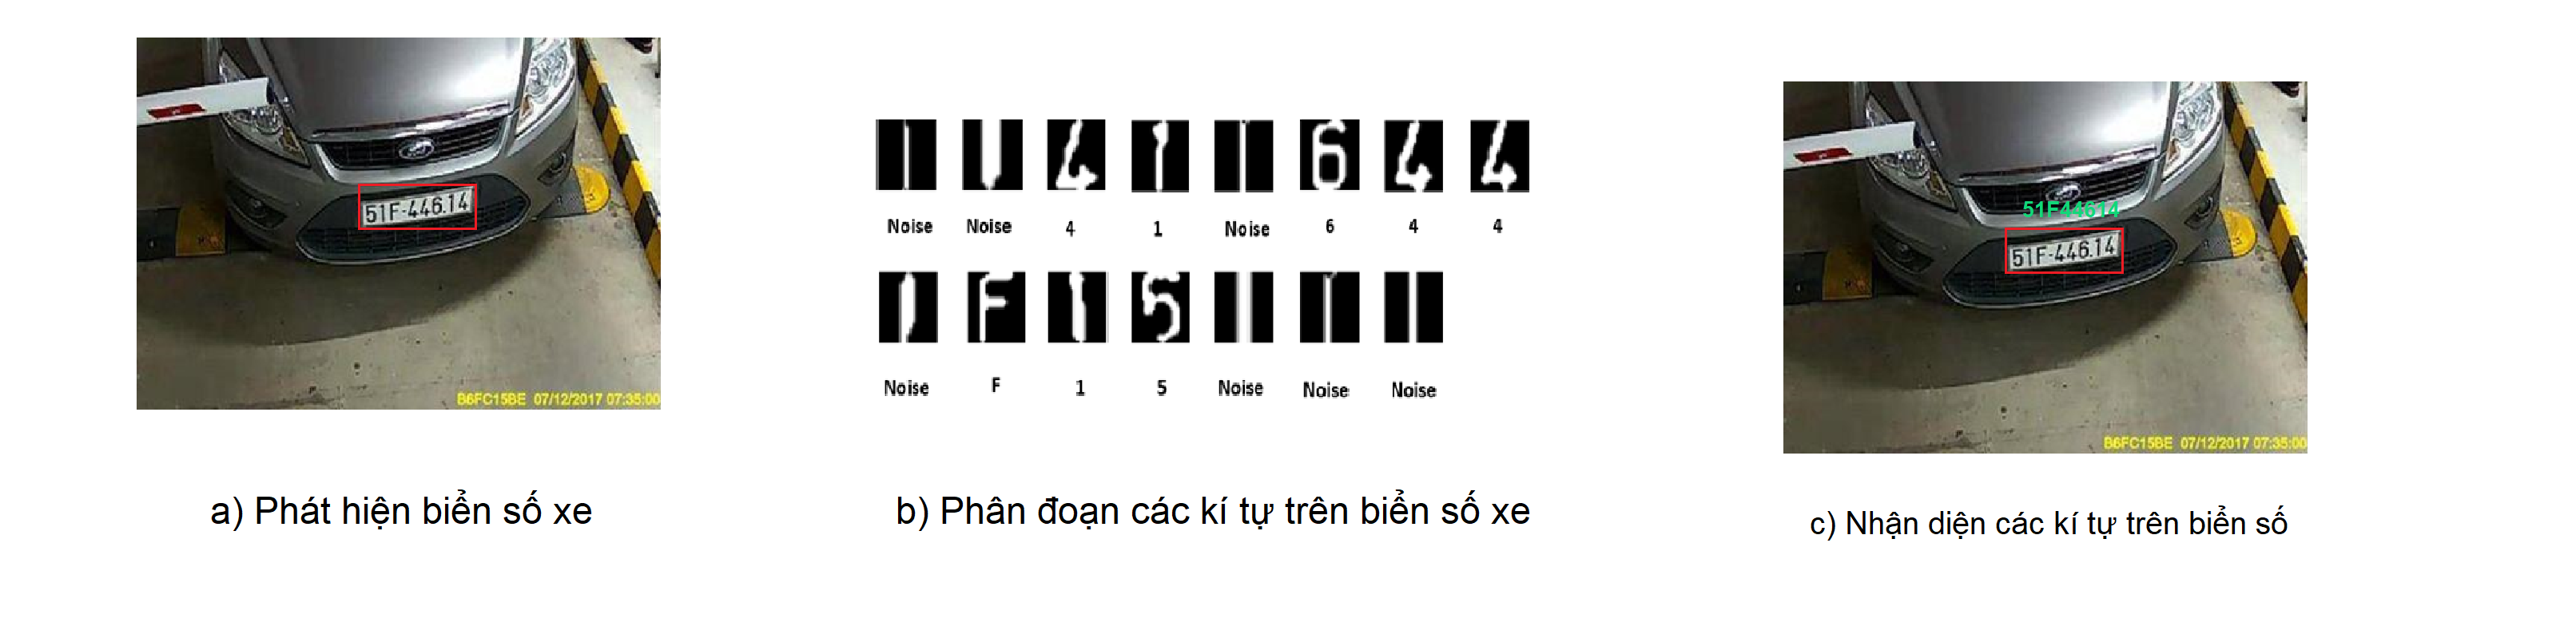 51F-446.14
B6FC15BE 07/12/2017 07:35:00
a) Phát hiện biển số xe
Noise Noise 4 1 Noise 6 4 4
Noise F 1 5 Noise Noise Noise
b) Phân đoạn các kí tự trên biển số xe
51F44614
51F-446.14
B6FC15BE 07/12/2017 07:35:00
c) Nhận diện các kí tự trên biển số